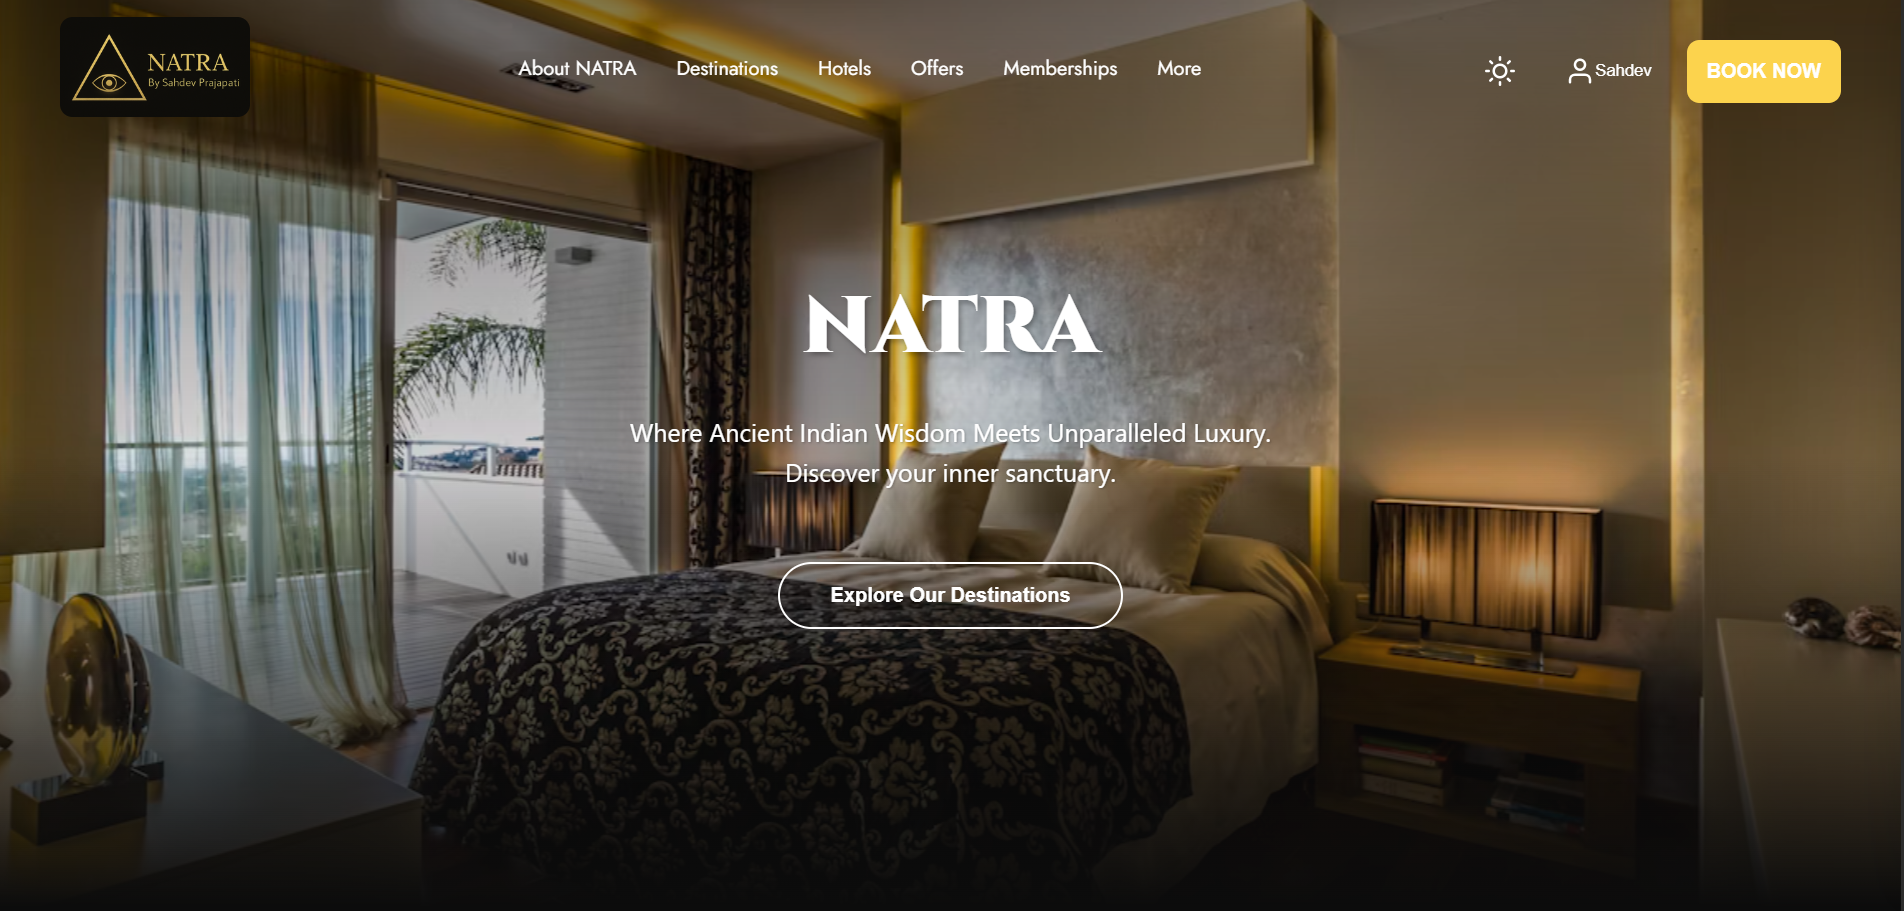 NATRA
By Sahdev Prajapati
About NATRA
Destinations
Hotels
Offers
Memberships
More
Sahdev
BOOK NOW
NATRA
Where Ancient Indian Wisdom Meets Unparalleled Luxury.
Discover your inner sanctuary.
Explore Our Destinations